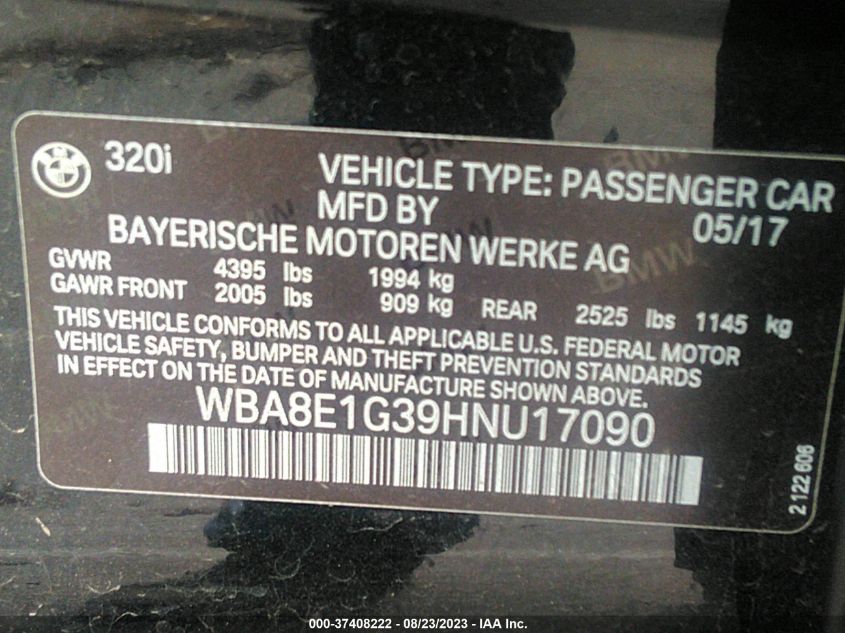 320i
VEHICLE TYPE: PASSENGER CAR
MFD BY 05/17
BAYERISCHE MOTOREN WERKE AG
GVWR 4395 lbs 1994 kg
GAWR FRONT 2005 lbs 909 kg REAR 2525 lbs 1145 kg
THIS VEHICLE CONFORMS TO ALL APPLICABLE U.S. FEDERAL MOTOR
VEHICLE SAFETY, BUMPER AND THEFT PREVENTION STANDARDS
IN EFFECT ON THE DATE OF MANUFACTURE SHOWN ABOVE.
WBA8E1G39HNU17090
2 122 606
BMW
BMW
BMW
000-37408222 - 08/23/2023 - IAA Inc.